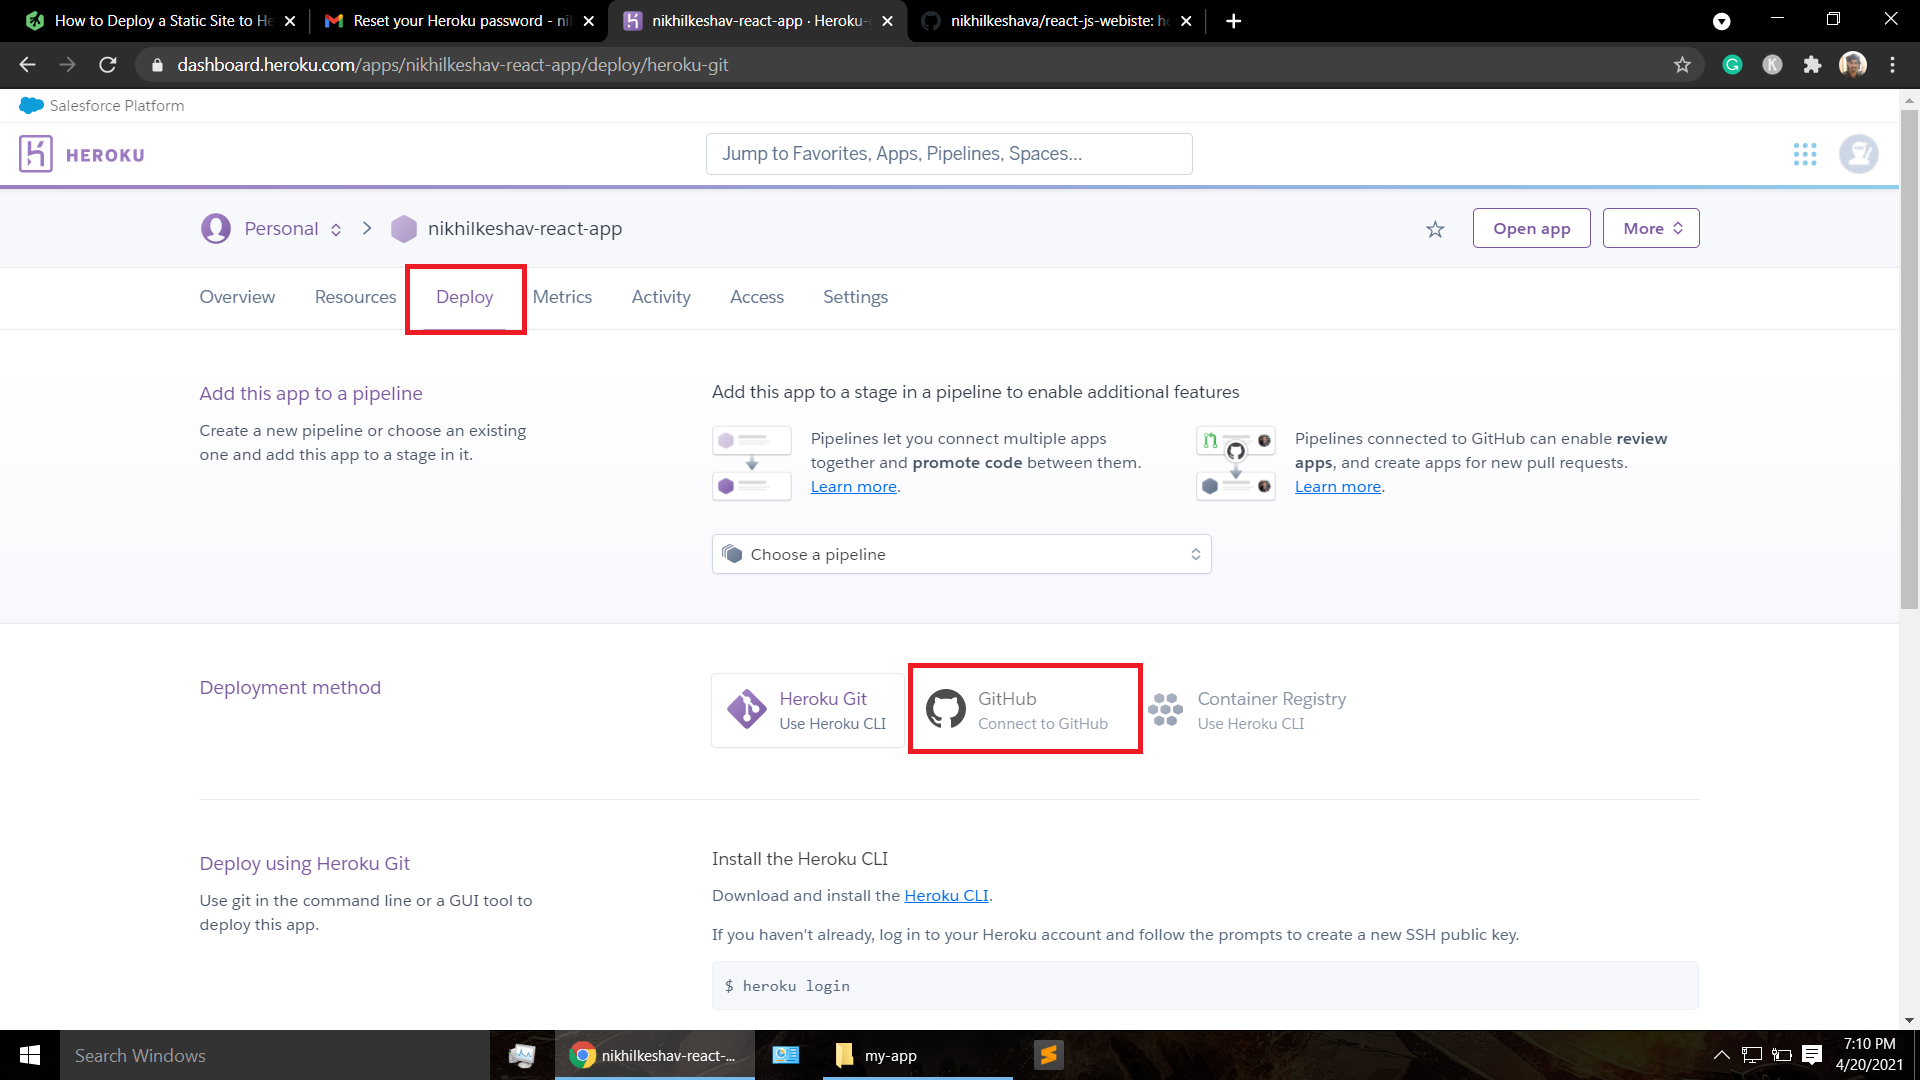 How to Deploy a Static Site to He
Reset your Heroku password - ni
nikhilkeshav-react-app · Heroku
nikhilkeshava/react-js-webiste: he
dashboard.heroku.com/apps/nikhilkeshav-react-app/deploy/heroku-git
G
K
Salesforce Platform
HEROKU
Jump to Favorites, Apps, Pipelines, Spaces...
Personal
nikhilkeshav-react-app
Open app
More
Overview
Resources
Deploy
Metrics
Activity
Access
Settings
Add this app to a pipeline
Create a new pipeline or choose an existing
one and add this app to a stage in it.
Add this app to a stage in a pipeline to enable additional features
Pipelines let you connect multiple apps
together and promote code between them.
Learn more.
Pipelines connected to GitHub can enable review
apps, and create apps for new pull requests.
Learn more.
Choose a pipeline
Deployment method
Heroku Git
Use Heroku CLI
GitHub
Connect to GitHub
Container Registry
Use Heroku CLI
Deploy using Heroku Git
Use git in the command line or a GUI tool to
deploy this app.
Install the Heroku CLI
Download and install the Heroku CLI.
If you haven't already, log in to your Heroku account and follow the prompts to create a new SSH public key.
$ heroku login
Search Windows
nikhilkeshav-react-...
my-app
7:10 PM
4/20/2021